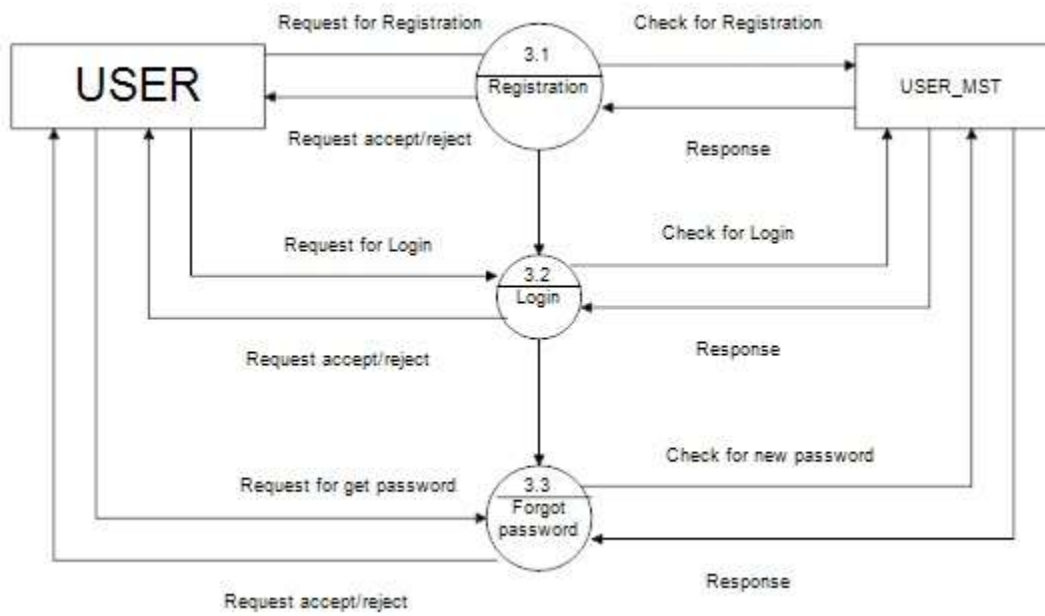 Request for Registration
Check for Registration
USER
3.1
Registration
USER_MST
Request accept/reject
Response
Request for Login
Check for Login
3.2
Login
Request accept/reject
Response
Check for new password
Request for get password
3.3
Forgot
password
Response
Request accept/reject